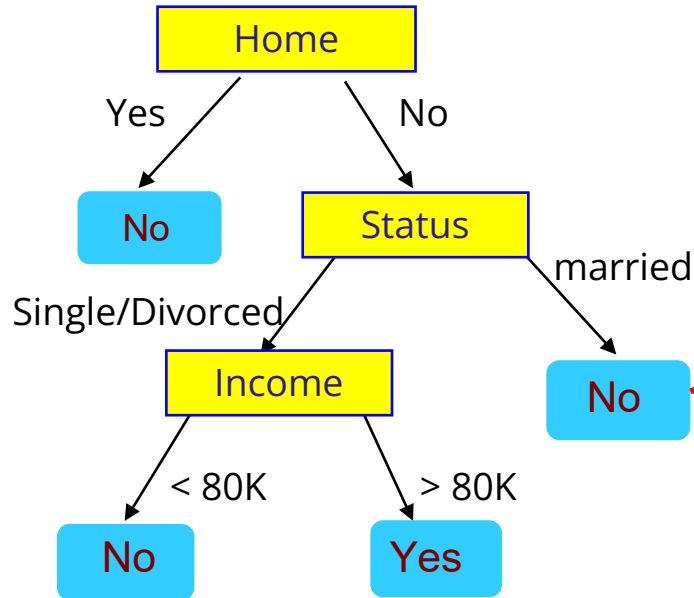 Home
Yes
No
No
Status
married
Single/Divorced
Income
No
< 80K
> 80K
No
Yes